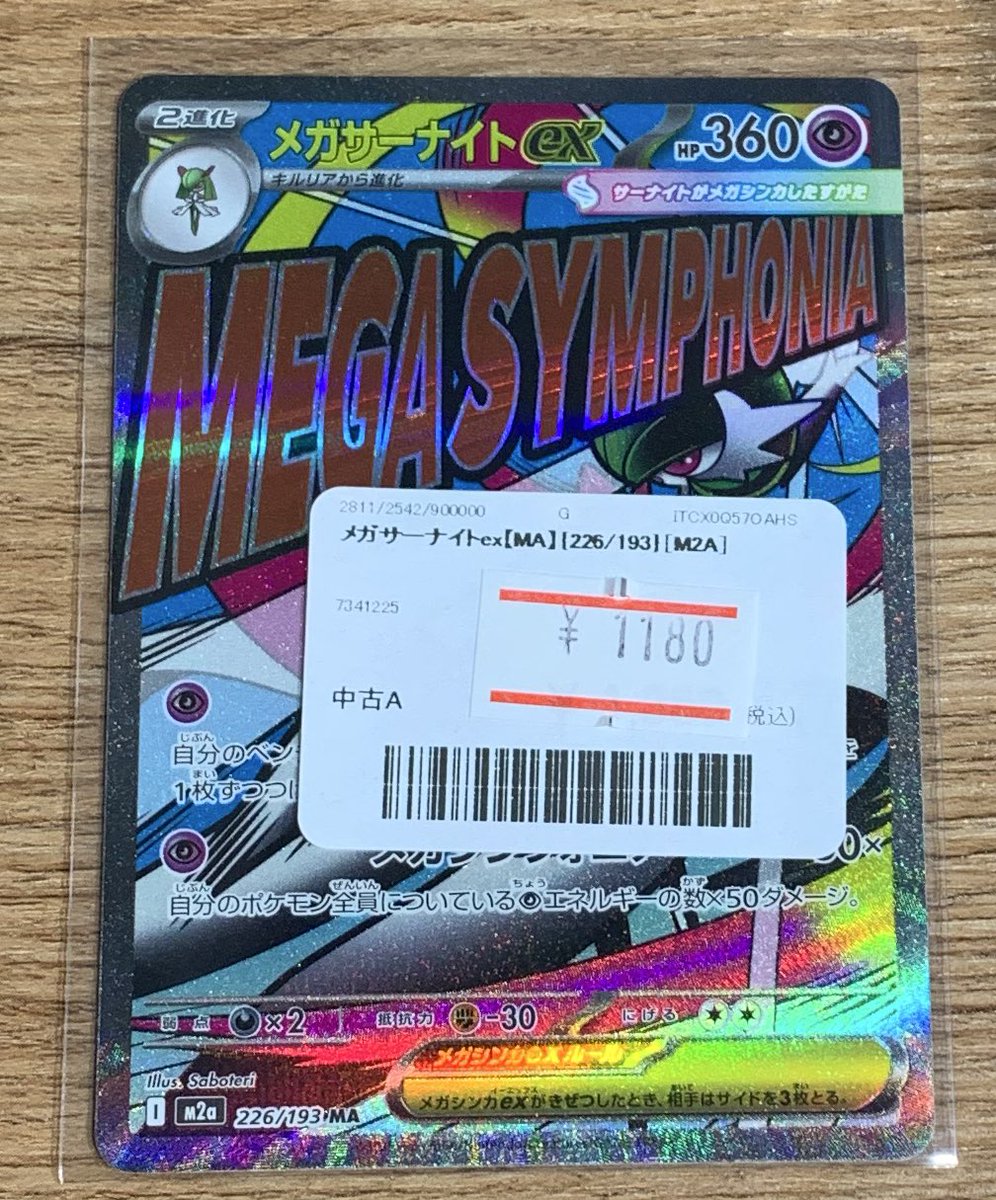 2進化
メガサーナイトex
HP360
キルリアから進化
サーナイトがメガシンカしたすがた
MEGASYMPHONIA
2811/2542/900000 G ITCX0Q57OAHS
メガサーナイトex【MA】{226/193}[M2A]
7341225
¥1180
中古A
税込)
自分のベン
を
1枚ずつつけ
0×
自分のポケモン全員についているエネルギーの数×50ダメージ。
弱点 ×2 抵抗力 -30 にげる
メガシンカexルール
メガシンカexがきぜつしたとき、相手はサイドを3枚とる。
Illus. Saboteri
I m2a 226/193 MA